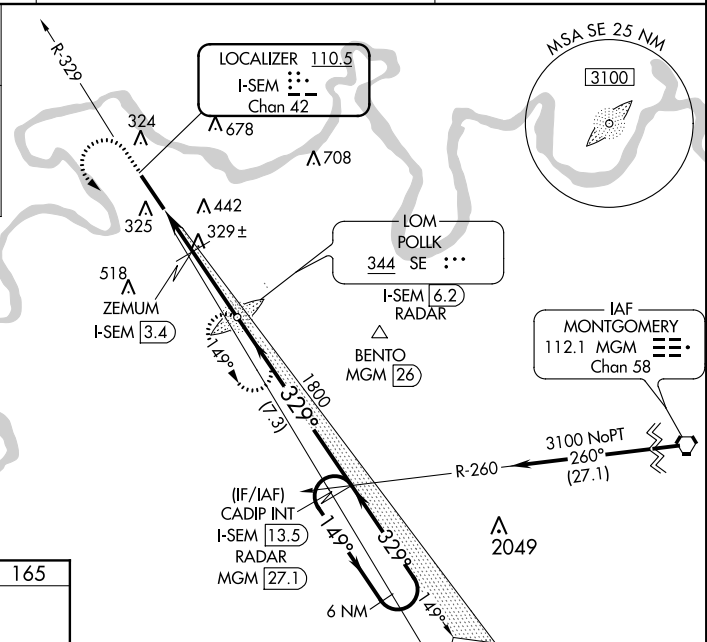 R-329
LOCALIZER 110.5
I-SEM
Chan 42
MSA SE 25 NM
3100
324
678
708
325
442
329±
518
ZEMUM
I-SEM 3.4
LOM
POLLK
344 SE
I-SEM 6.2
RADAR
BENTO
MGM 26
IAF
MONTGOMERY
112.1 MGM
Chan 58
149°
(7.3)
1800
329°
3100 NoPT
260°
(27.1)
R-260
(IF/IAF)
CADIP INT
I-SEM 13.5
RADAR
MGM 27.1
149°
329°
2049
6 NM
149°
165